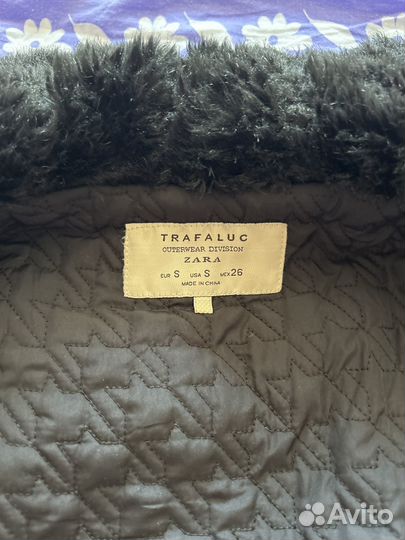 TRAFALUC
OUTERWEAR DIVISION
ZARA
EUR S USA S MEX 26
MADE IN CHINA
Avito